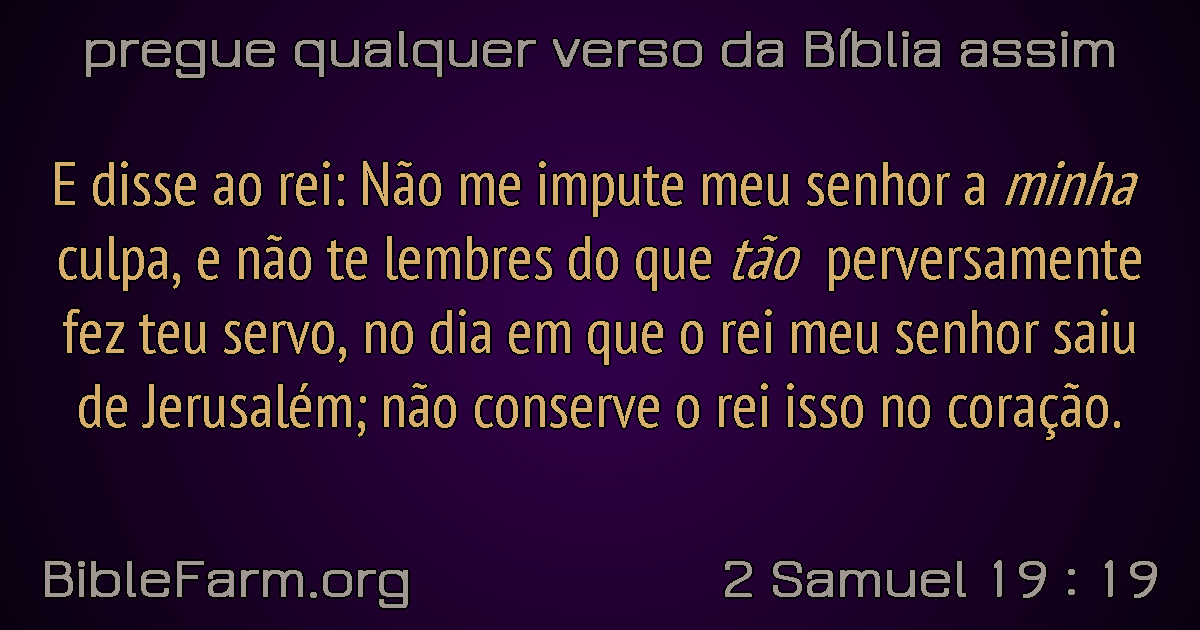 pregue qualquer verso da Bíblia assim
E disse ao rei: Não me impute meu senhor a minha
culpa, e não te lembres do que tão perversamente
fez teu servo, no dia em que o rei meu senhor saiu
de Jerusalém; não conserve o rei isso no coração.
BibleFarm.org
2 Samuel 19 : 19